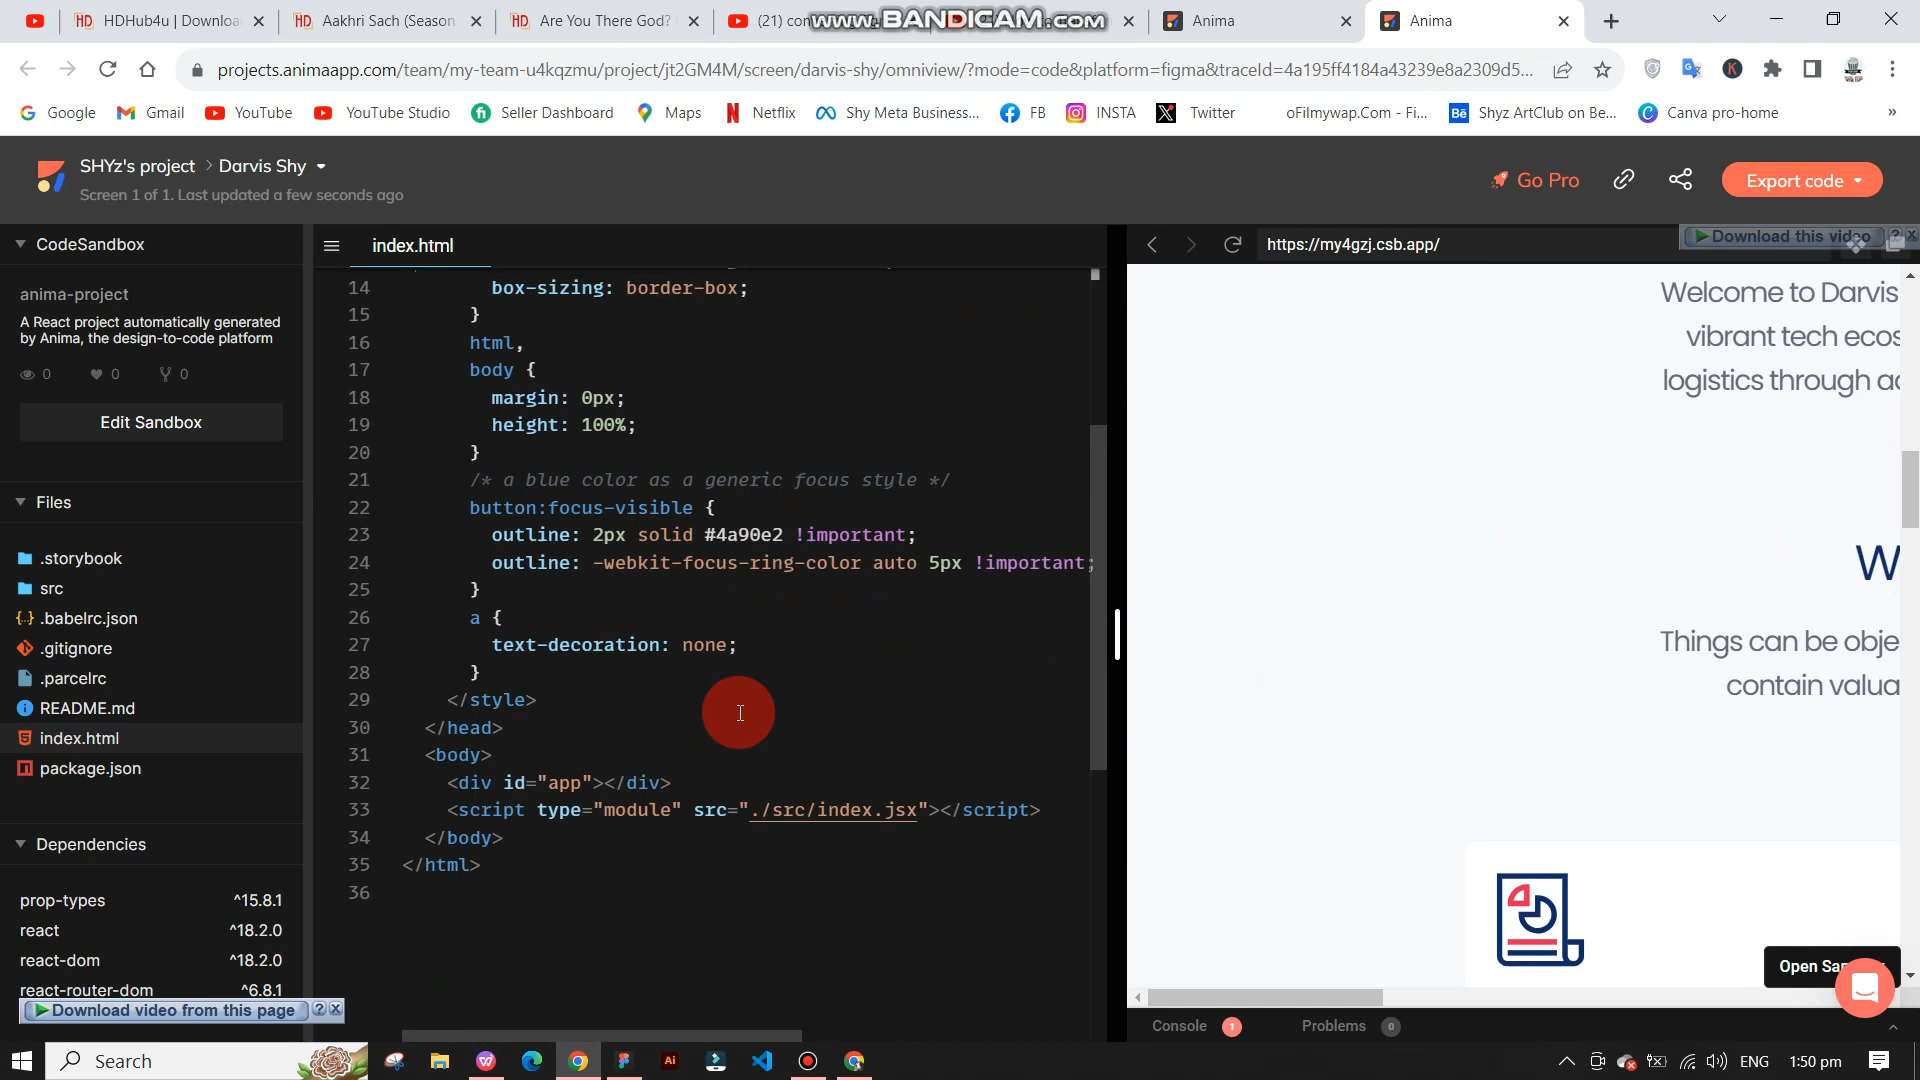 HDHub4u | Downloa
Aakhri Sach (Season
Are You There God?
(21) con
www.BANDICAM.com
Anima
Anima
projects.animaapp.com/team/my-team-u4kqzmu/project/jt2GM4M/screen/darvis-shy/omniview/?mode=code&platform=figma&traceId=4a195ff4184a43239e8a2309d5...
Google
Gmail
YouTube
YouTube Studio
Seller Dashboard
Maps
Netflix
Shy Meta Business...
FB
INSTA
Twitter
oFilmywap.Com - Fi...
Shyz ArtClub on Be...
Canva pro-home
»
SHYz's project > Darvis Shy
Screen 1 of 1. Last updated a few seconds ago
Go Pro
Export code
CodeSandbox
anima-project
A React project automatically generated
by Anima, the design-to-code platform
0 0 0
Edit Sandbox
Files
.storybook
src
.babelrc.json
.gitignore
.parcelrc
README.md
index.html
package.json
Dependencies
prop-types ^15.8.1
react ^18.2.0
react-dom ^18.2.0
react-router-dom ^6.8.1
Download video from this page
index.html
14 box-sizing: border-box;
15 }
16 html,
17 body {
18 margin: 0px;
19 height: 100%;
20 }
21 /* a blue color as a generic focus style */
22 button:focus-visible {
23 outline: 2px solid #4a90e2 !important;
24 outline: -webkit-focus-ring-color auto 5px !important;
25 }
26 a {
27 text-decoration: none;
28 }
29 </style>
30 </head>
31 <body>
32 <div id="app"></div>
33 <script type="module" src="./src/index.jsx"></script>
34 </body>
35 </html>
36
https://my4gzj.csb.app/
Download this video
Welcome to Darvis
vibrant tech ecos
logistics through ac
W
Things can be obje
contain valua
Open Sa
Console 1
Problems 0
Search
ENG
1:50 pm